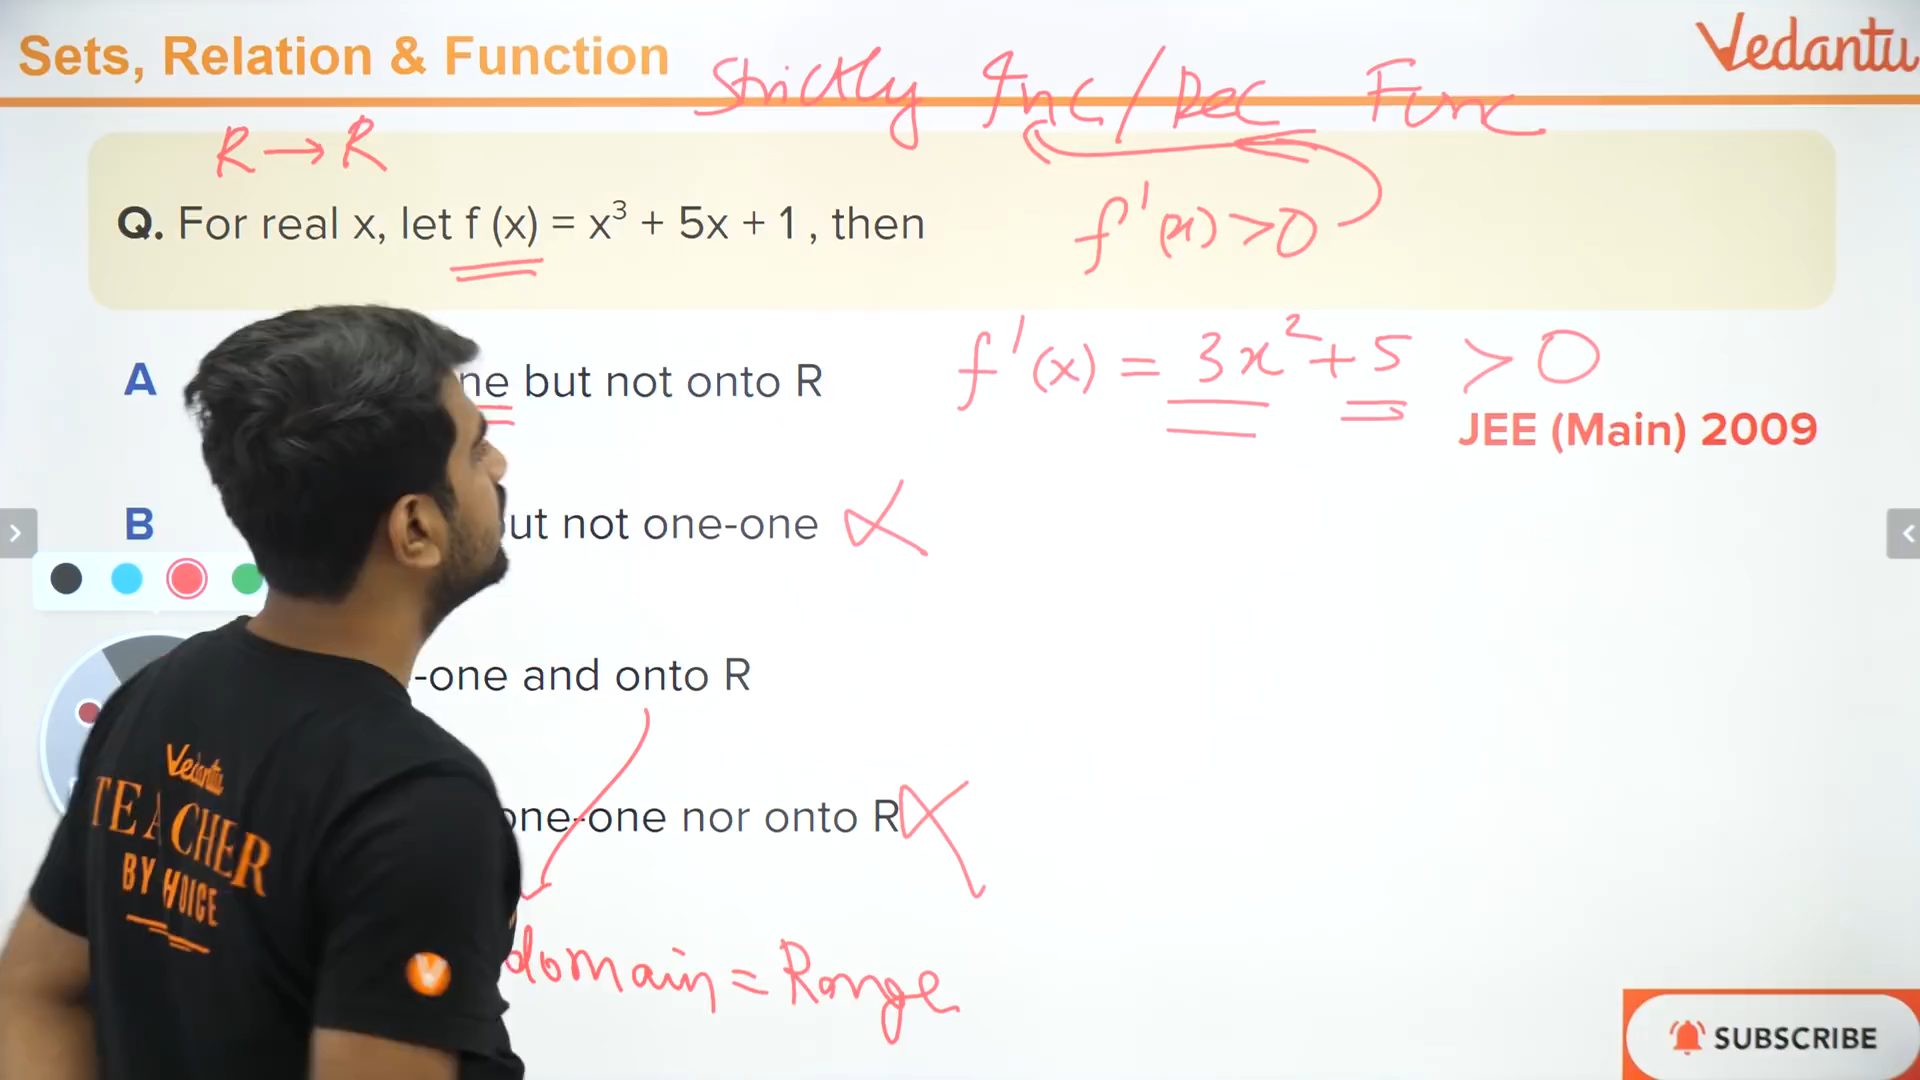 Sets, Relation & Function
Strictly Inc/Dec Func
Vedantu
R → R
Q. For real x, let f (x) = x³ + 5x + 1 , then
f'(x) > 0
A
but not onto R
f'(x) = 3x² + 5 > 0
JEE (Main) 2009
B
but not one-one
-one and onto R
one-one nor onto R
domain = Range
Vedantu
TEACHER
BY CHOICE
SUBSCRIBE